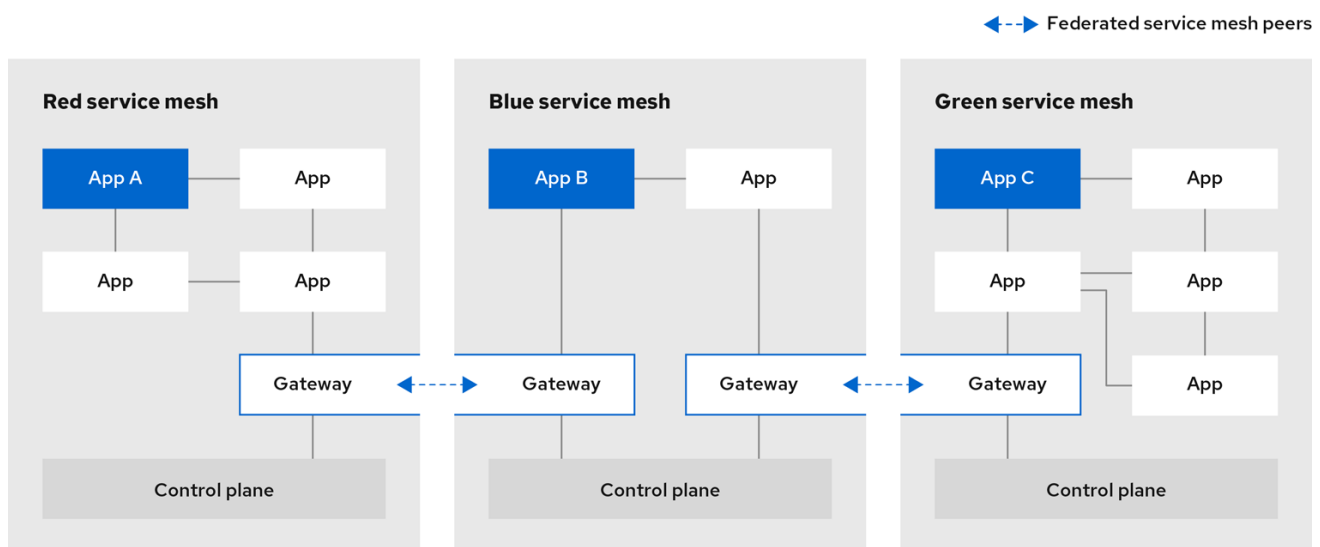 Federated service mesh peers
Red service mesh
App A
App
App
App
Gateway
Control plane
Blue service mesh
App B
App
Gateway
Gateway
Control plane
Green service mesh
App C
App
App
App
Gateway
App
Control plane